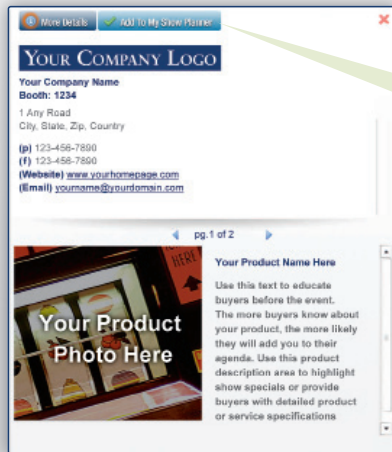 More Details Add To My Show Planner
YOUR COMPANY LOGO
Your Company Name
Booth: 1234
1 Any Road
City, State, Zip, Country
(p) 123-456-7890
(f) 123-456-7890
(Website) www.yourhomepage.com
(Email) yourname@yourdomain.com
pg.1 of 2
HERE
Your Product
Photo Here
Your Product Name Here
Use this text to educate
buyers before the event.
The more buyers know about
your product, the more likely
they will add you to their
agenda. Use this product
description area to highlight
show specials or provide
buyers with detailed product
or service specifications